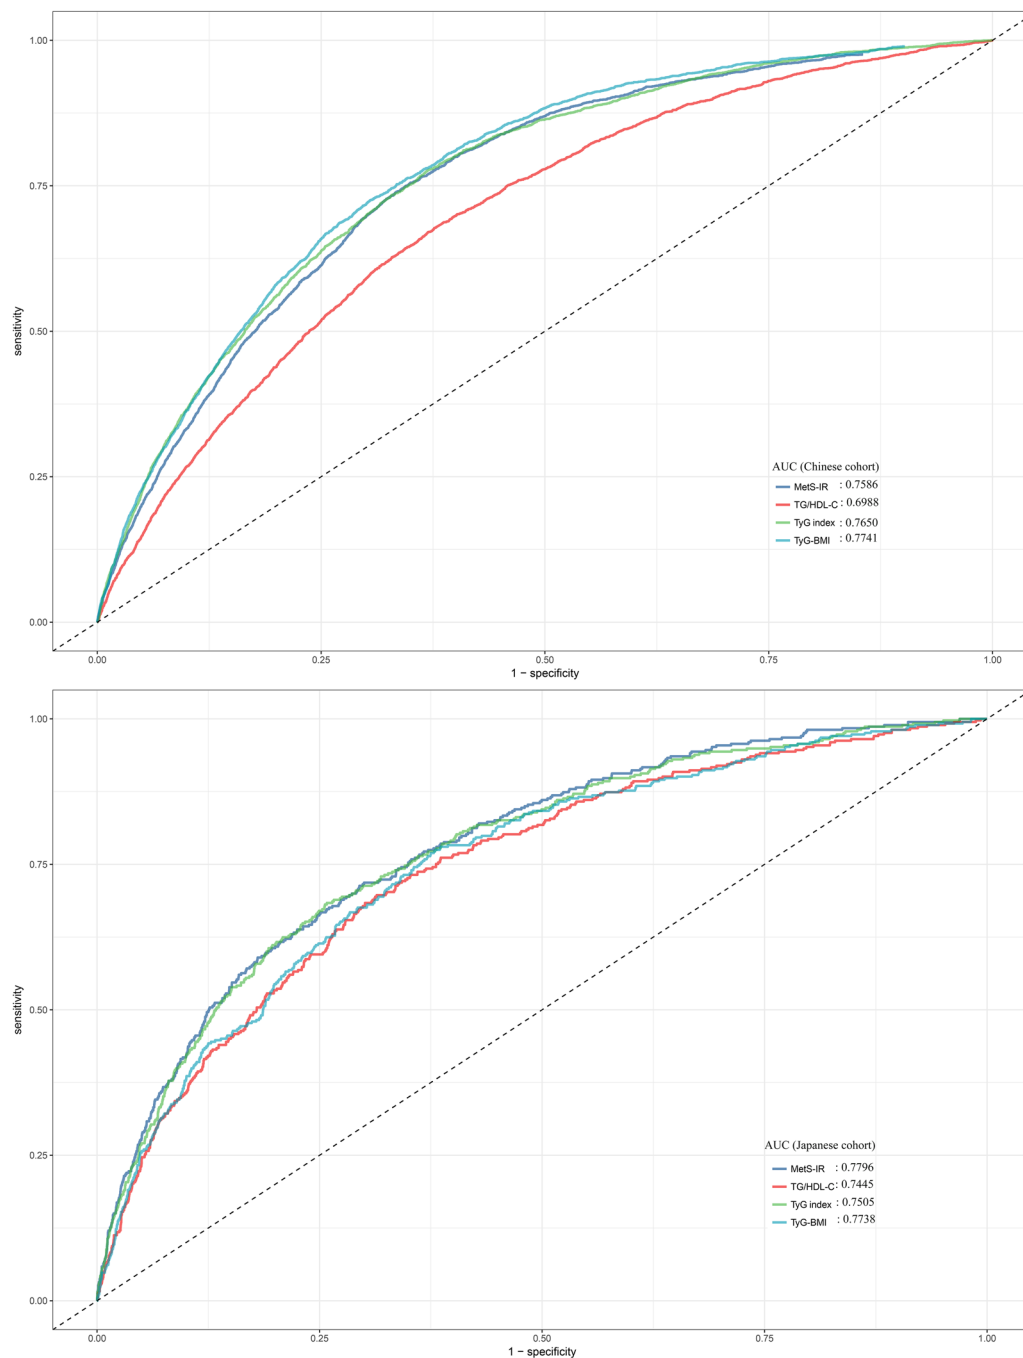 1.00
0.75
0.50
0.25
0.00
sensitivity
AUC (Chinese cohort)
MetS-IR : 0.7586
TG/HDL-C : 0.6988
TyG index : 0.7650
TyG-BMI : 0.7741
0.00 0.25 0.50 0.75 1.00
1 − specificity
1.00
0.75
0.50
0.25
0.00
sensitivity
AUC (Japanese cohort)
MetS-IR : 0.7796
TG/HDL-C : 0.7445
TyG index : 0.7505
TyG-BMI : 0.7738
0.00 0.25 0.50 0.75 1.00
1 − specificity